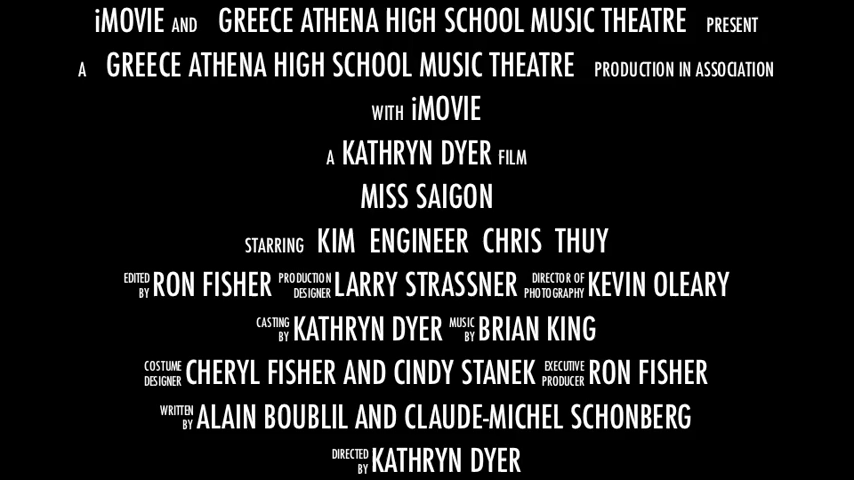 iMOVIE AND GREECE ATHENA HIGH SCHOOL MUSIC THEATRE PRESENT
A GREECE ATHENA HIGH SCHOOL MUSIC THEATRE PRODUCTION IN ASSOCIATION
WITH iMOVIE
A KATHRYN DYER FILM
MISS SAIGON
STARRING KIM ENGINEER CHRIS THUY
EDITED BY RON FISHER PRODUCTION DESIGNER LARRY STRASSNER DIRECTOR OF PHOTOGRAPHY KEVIN OLEARY
CASTING BY KATHRYN DYER MUSIC BY BRIAN KING
COSTUME DESIGNER CHERYL FISHER AND CINDY STANEK EXECUTIVE PRODUCER RON FISHER
WRITTEN BY ALAIN BOUBLIL AND CLAUDE-MICHEL SCHONBERG
DIRECTED BY KATHRYN DYER